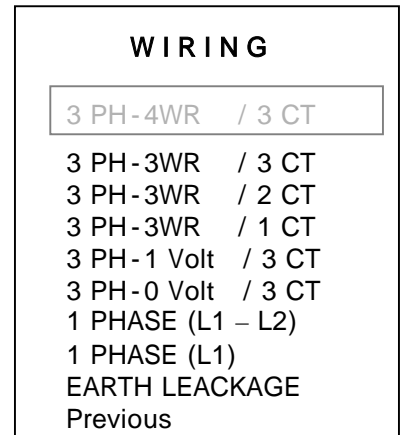 WIRING
3 PH-4WR / 3 CT
3 PH-3WR / 3 CT
3 PH-3WR / 2 CT
3 PH-3WR / 1 CT
3 PH-1 Volt / 3 CT
3 PH-0 Volt / 3 CT
1 PHASE (L1 – L2)
1 PHASE (L1)
EARTH LEACKAGE
Previous